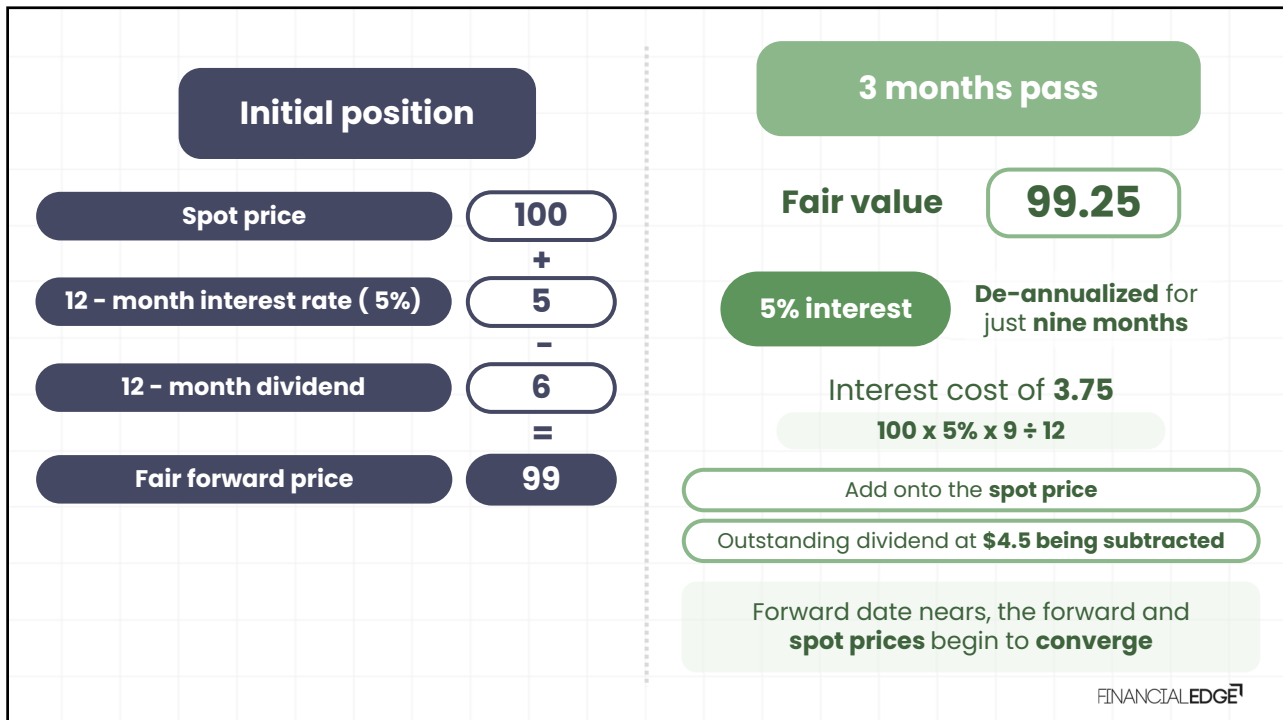 Initial position
Spot price
100
+
12 - month interest rate ( 5%)
5
-
12 - month dividend
6
=
Fair forward price
99
3 months pass
Fair value
99.25
5% interest
De-annualized for
just nine months
Interest cost of 3.75
100 x 5% x 9 ÷ 12
Add onto the spot price
Outstanding dividend at $4.5 being subtracted
Forward date nears, the forward and
spot prices begin to converge
FINANCIALEDGE